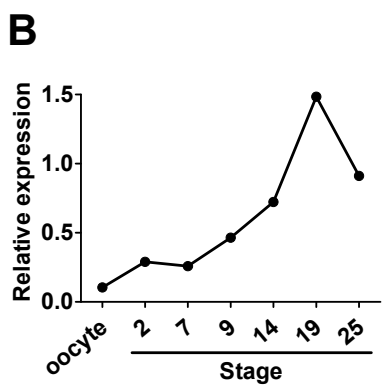 B
Relative expression
1.5
1.0
0.5
0.0
oocyte 2 7 9 14 19 25
Stage